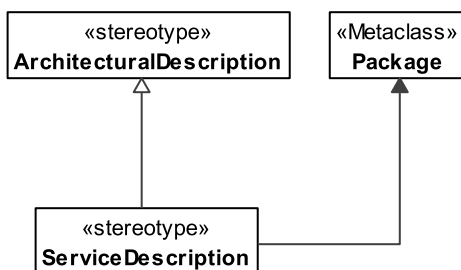 «stereotype»
ArchitecturalDescription
«Metaclass»
Package
«stereotype»
ServiceDescription